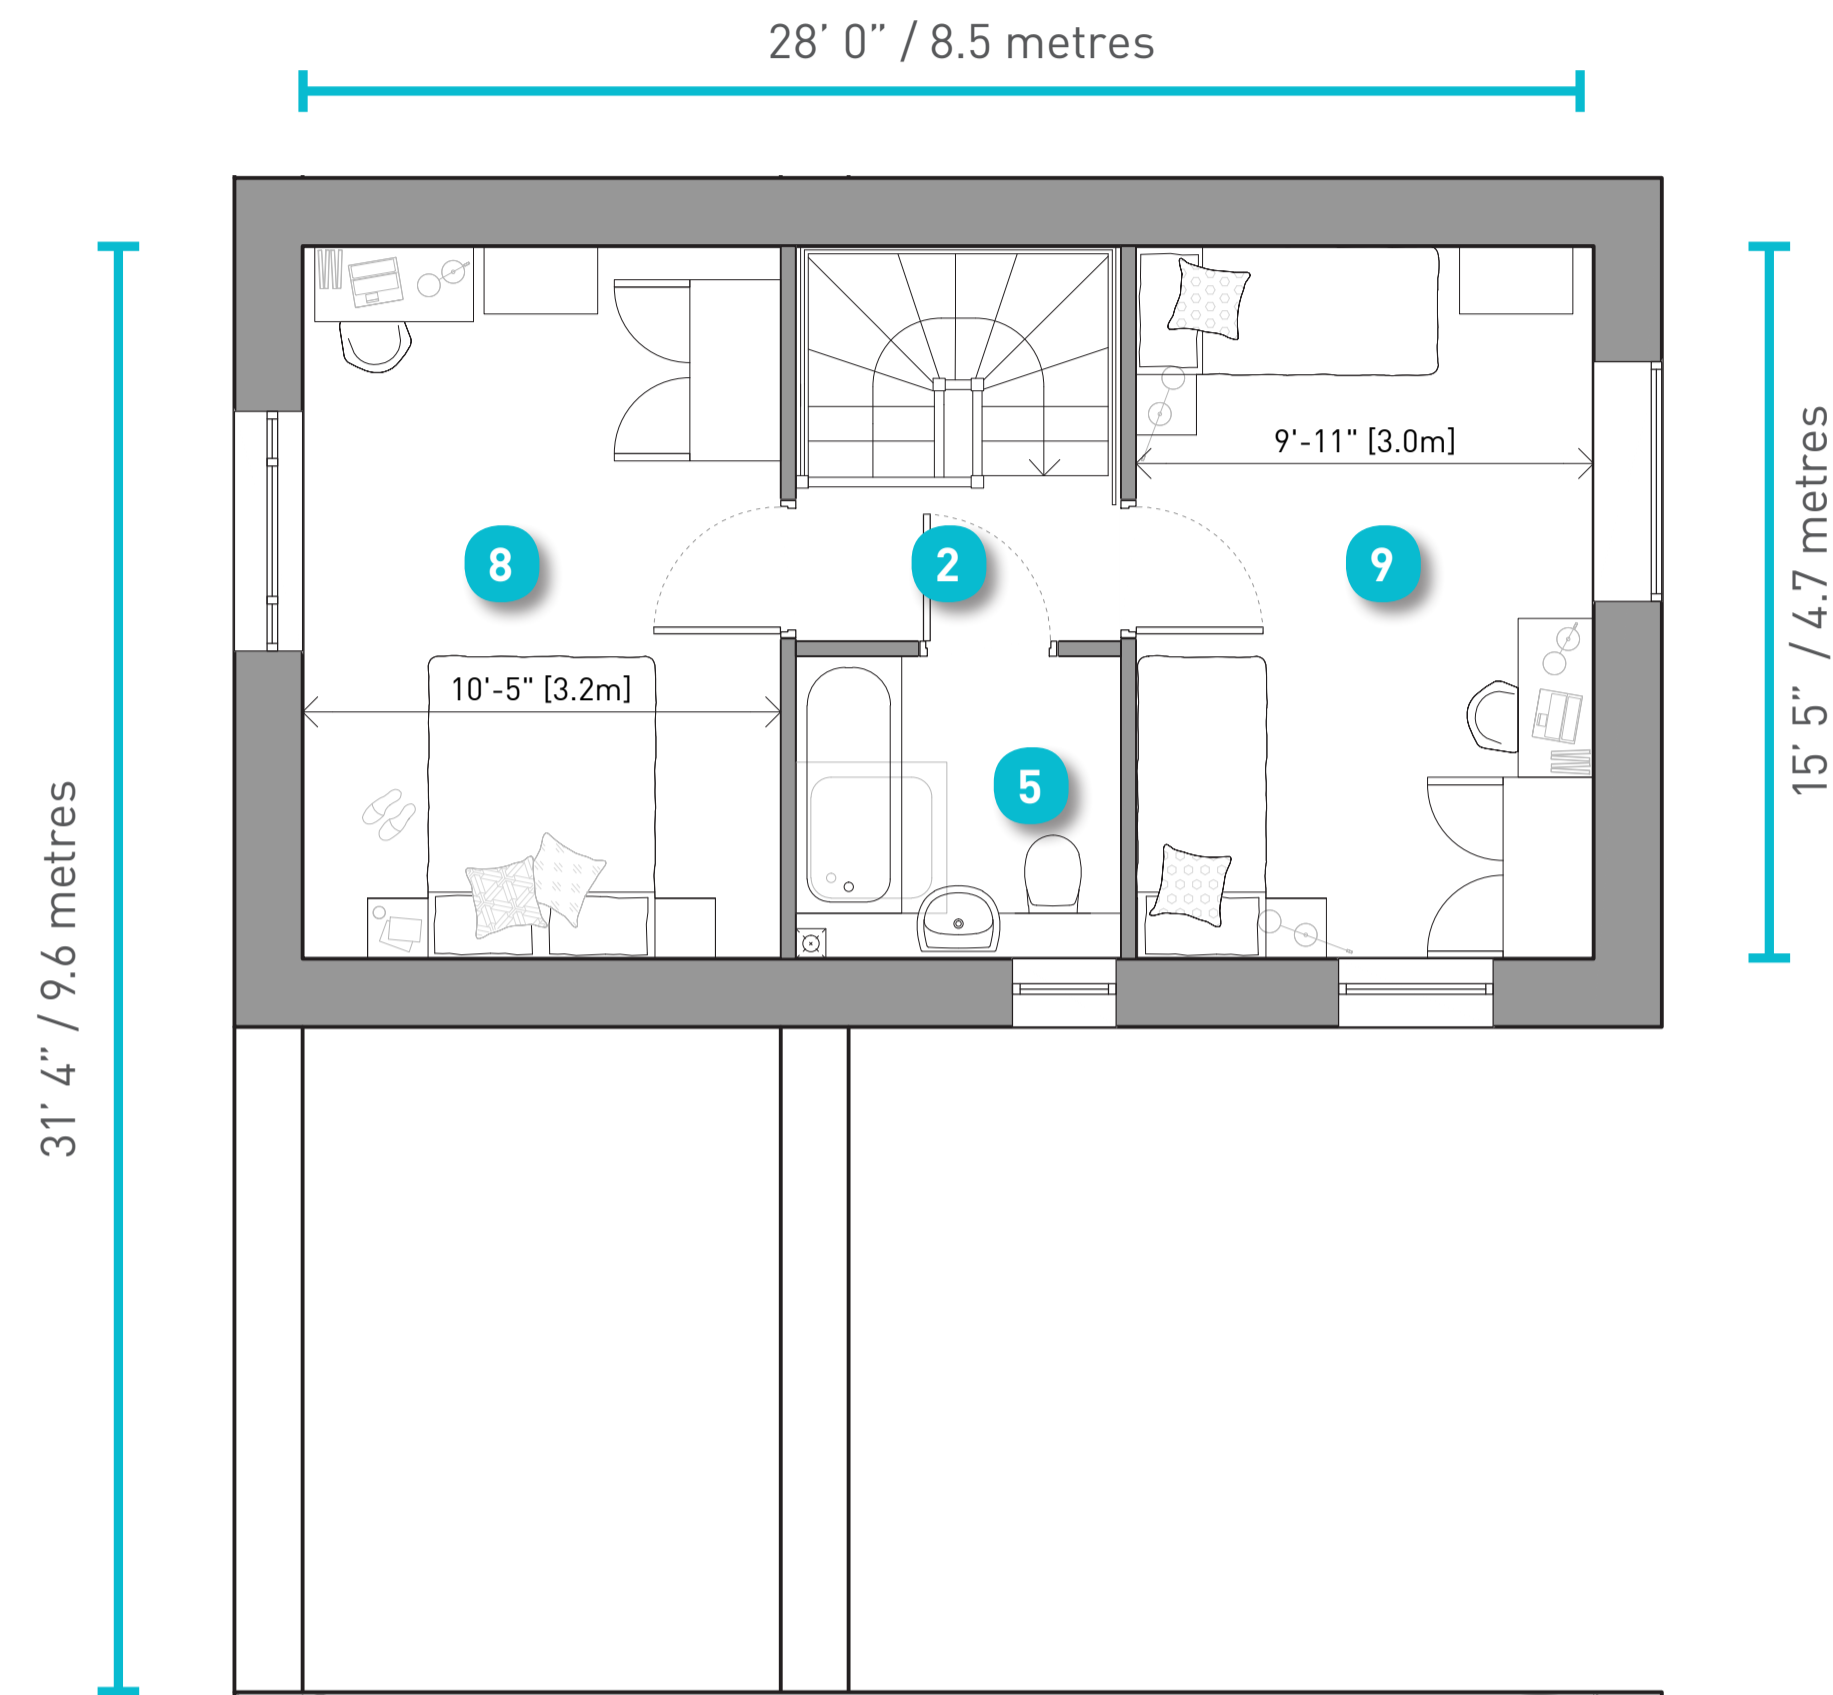 28’ 0” / 8.5 metres
9'-11" [3.0m]
8
2
9
15’ 5” / 4.7 metres
10'-5" [3.2m]
5
31’ 4” / 9.6 metres